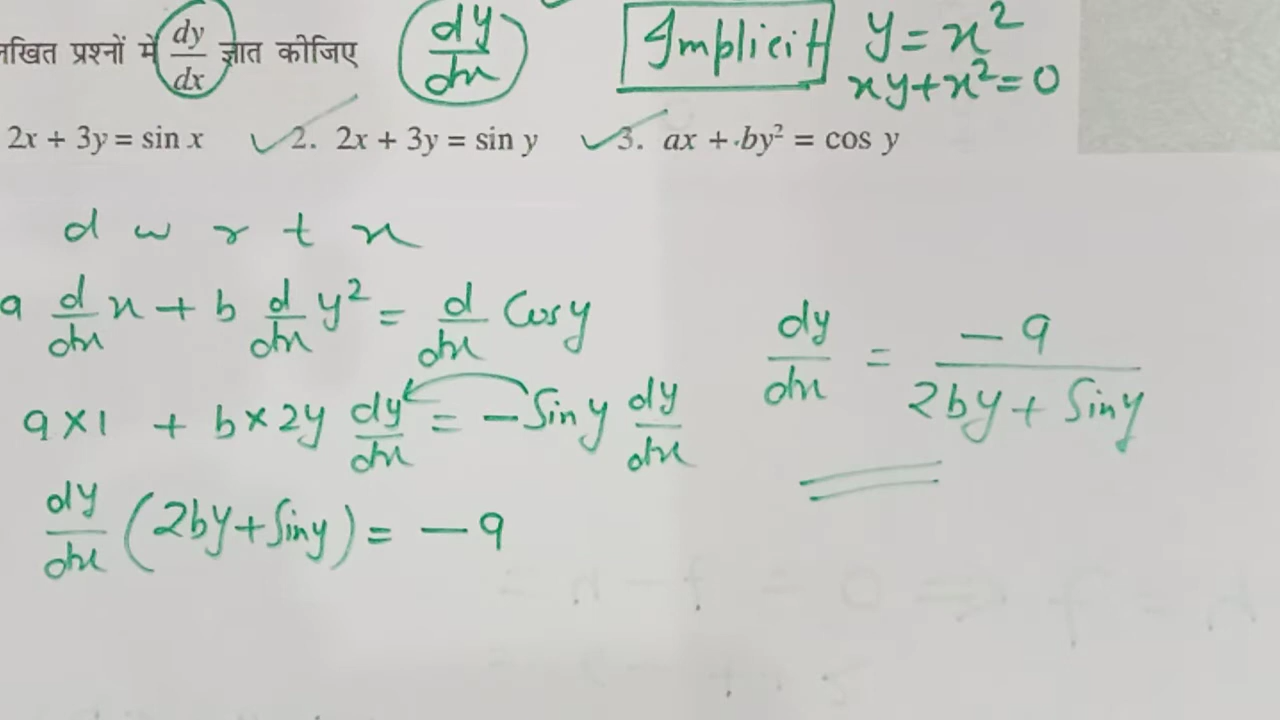 नखित प्रश्नों में dy/dx ज्ञात कीजिए dy/dx Implicit y = x²
xy + x² = 0
2x + 3y = sin x 2. 2x + 3y = sin y 3. ax + by² = cos y
d w r t x
a d/dx x + b d/dx y² = d/dx Cos y
a × 1 + b × 2y dy/dx = - Sin y dy/dx
dy/dx (2by + Sin y) = - a
dy/dx = - a / 2by + Sin y